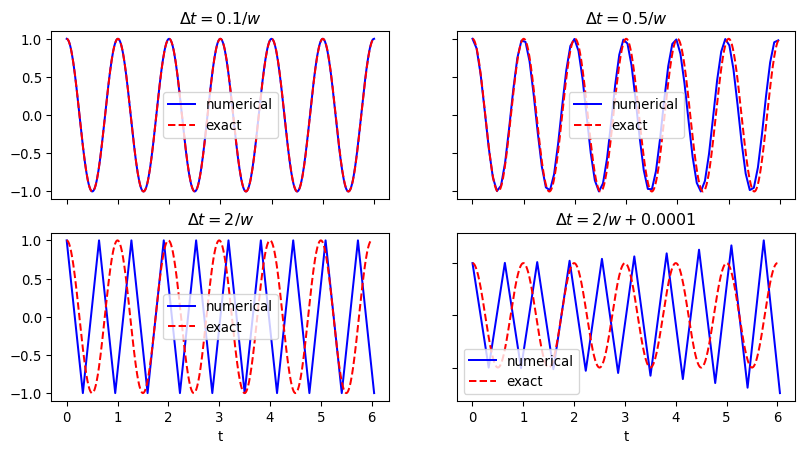 Δt = 0.1/w
Δt = 0.5/w
1.0
0.5
0.0
−0.5
−1.0
numerical
exact
numerical
exact
Δt = 2/w
Δt = 2/w + 0.0001
1.0
0.5
0.0
−0.5
−1.0
numerical
exact
numerical
exact
0 1 2 3 4 5 6
0 1 2 3 4 5 6
t
t